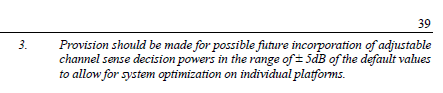 39
3. Provision should be made for possible future incorporation of adjustable
channel sense decision powers in the range of ± 5dB of the default values
to allow for system optimization on individual platforms.